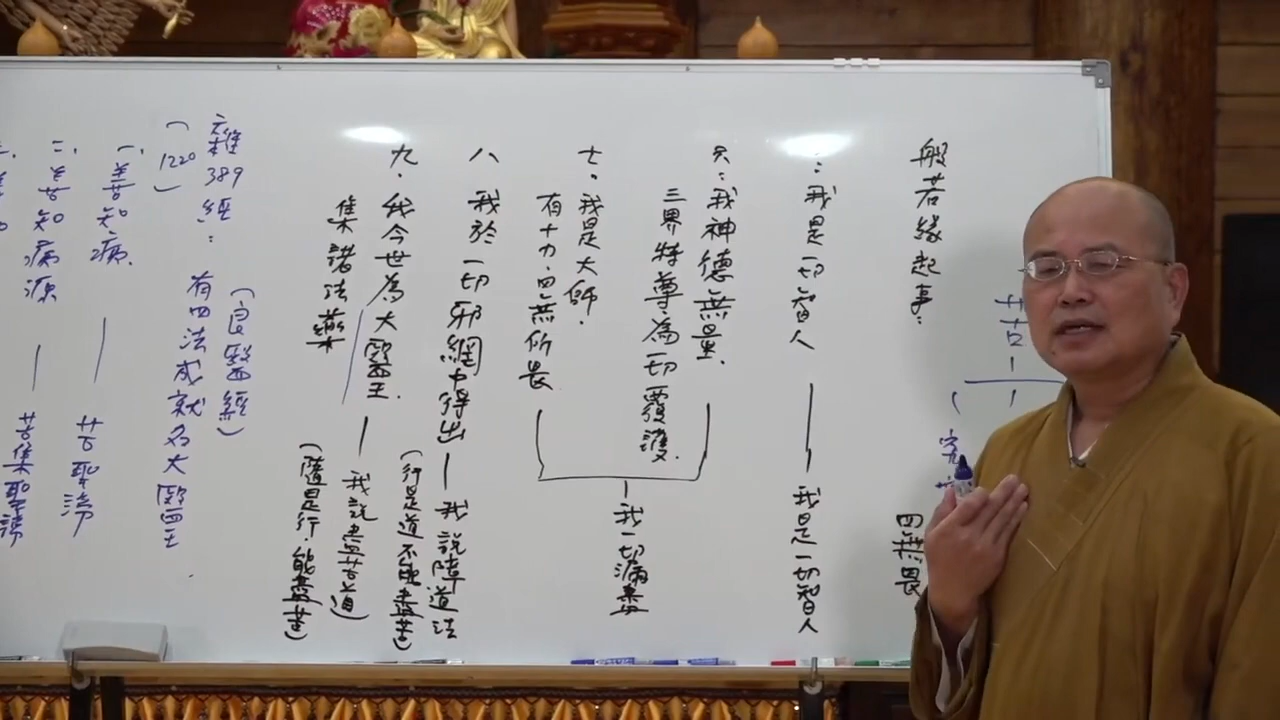 般若緣起事：
四無畏
苦
二：我是一切智人
我是一切智人
六：我神德無量.
三界特尊為一切覆護.
七。我是大師.
有十力.四無所畏
我一切漏盡
八 我於一切邪網中得出
我說障道法
(行是道不能盡苦)
九.我今世為大醫王.
集諸法藥
我說盡苦道
(隨是行.能盡苦)
雜389經：
(1220)
(良醫經)
有四法成就名大醫王
一、善知病.
苦聖諦
二、善知病源
苦集聖諦